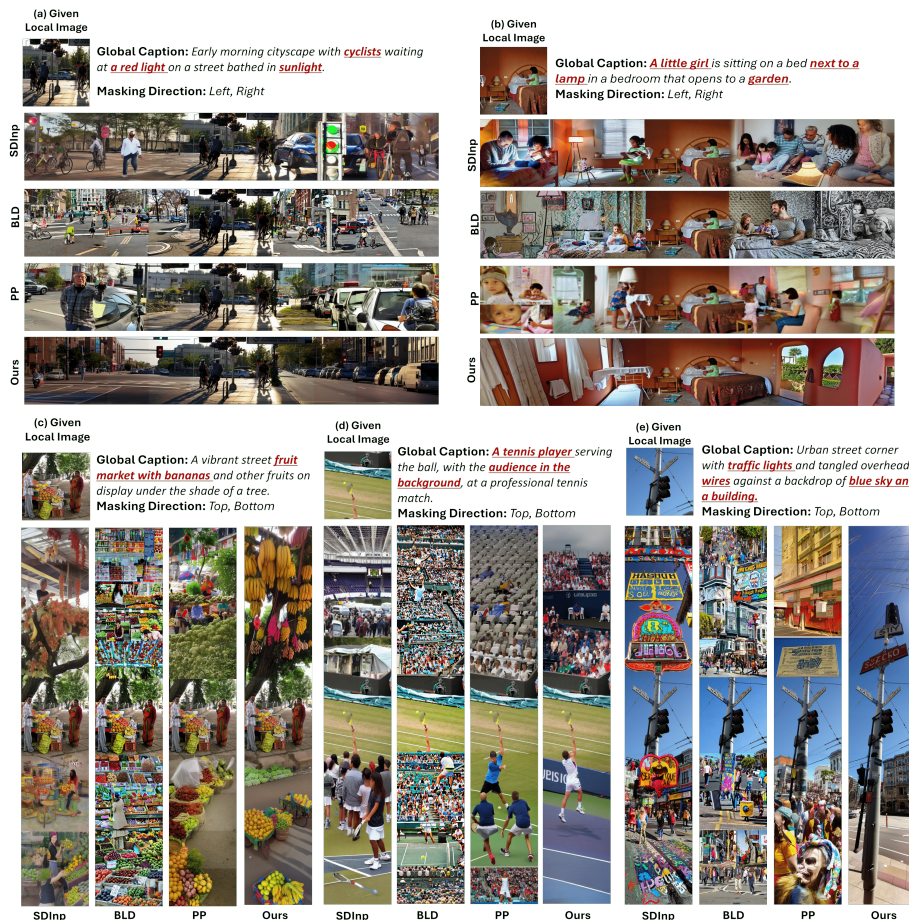 (a) Given
Local Image
Global Caption: Early morning cityscape with cyclists waiting
at a red light on a street bathed in sunlight.
Masking Direction: Left, Right
SDInp
BLD
PP
Ours
(b) Given
Local Image
Global Caption: A little girl is sitting on a bed next to a
lamp in a bedroom that opens to a garden.
Masking Direction: Left, Right
SDInp
BLD
PP
Ours
(c) Given
Local Image
Global Caption: A vibrant street fruit
market with bananas and other fruits on
display under the shade of a tree.
Masking Direction: Top, Bottom
SDInp
BLD
PP
Ours
(d) Given
Local Image
Global Caption: A tennis player serving
the ball, with the audience in the
background, at a professional tennis
match.
Masking Direction: Top, Bottom
SDInp
BLD
PP
Ours
(e) Given
Local Image
Global Caption: Urban street corner
with traffic lights and tangled overhead
wires against a backdrop of blue sky an
a building.
Masking Direction: Top, Bottom
SDInp
BLD
PP
Ours